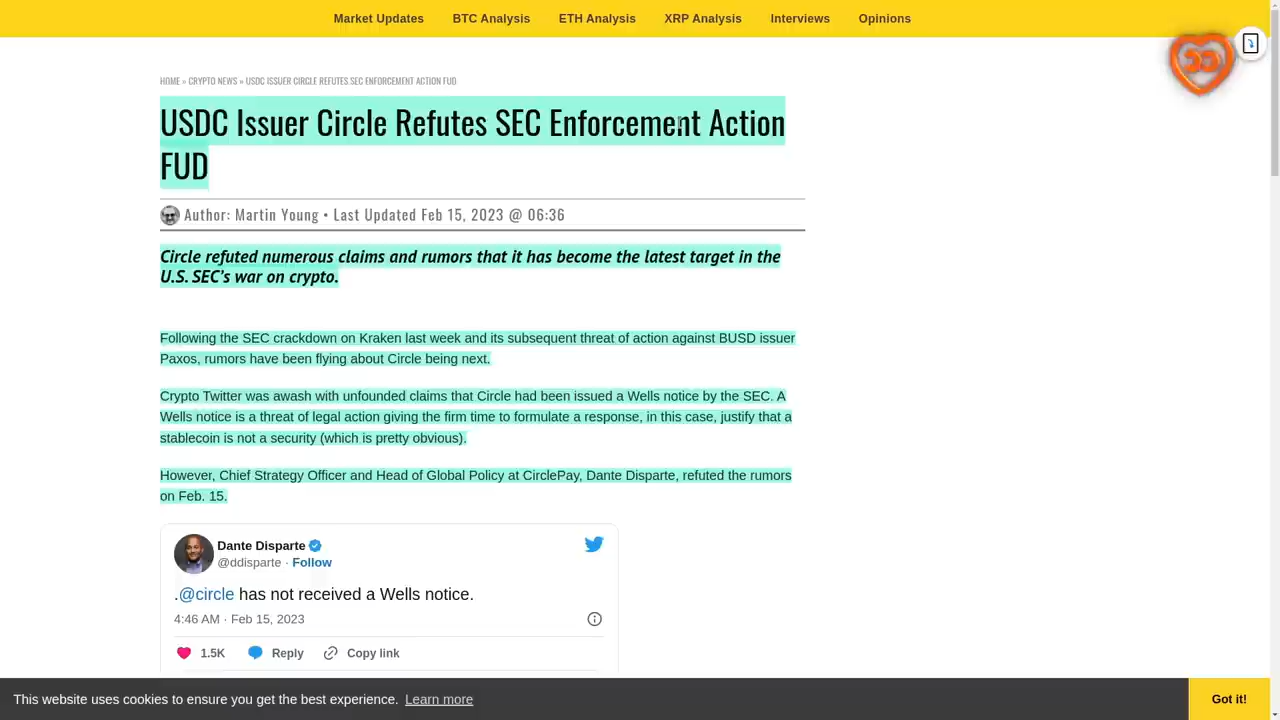 Market Updates BTC Analysis ETH Analysis XRP Analysis Interviews Opinions
HOME » CRYPTO NEWS » USDC ISSUER CIRCLE REFUTES SEC ENFORCEMENT ACTION FUD
USDC Issuer Circle Refutes SEC Enforcement Action
FUD
Author: Martin Young • Last Updated Feb 15, 2023 @ 06:36
Circle refuted numerous claims and rumors that it has become the latest target in the
U.S. SEC’s war on crypto.
Following the SEC crackdown on Kraken last week and its subsequent threat of action against BUSD issuer
Paxos, rumors have been flying about Circle being next.
Crypto Twitter was awash with unfounded claims that Circle had been issued a Wells notice by the SEC. A
Wells notice is a threat of legal action giving the firm time to formulate a response, in this case, justify that a
stablecoin is not a security (which is pretty obvious).
However, Chief Strategy Officer and Head of Global Policy at CirclePay, Dante Disparte, refuted the rumors
on Feb. 15.
Dante Disparte
@ddisparte · Follow
.@circle has not received a Wells notice.
4:46 AM · Feb 15, 2023
1.5K Reply Copy link
This website uses cookies to ensure you get the best experience. Learn more
Got it!